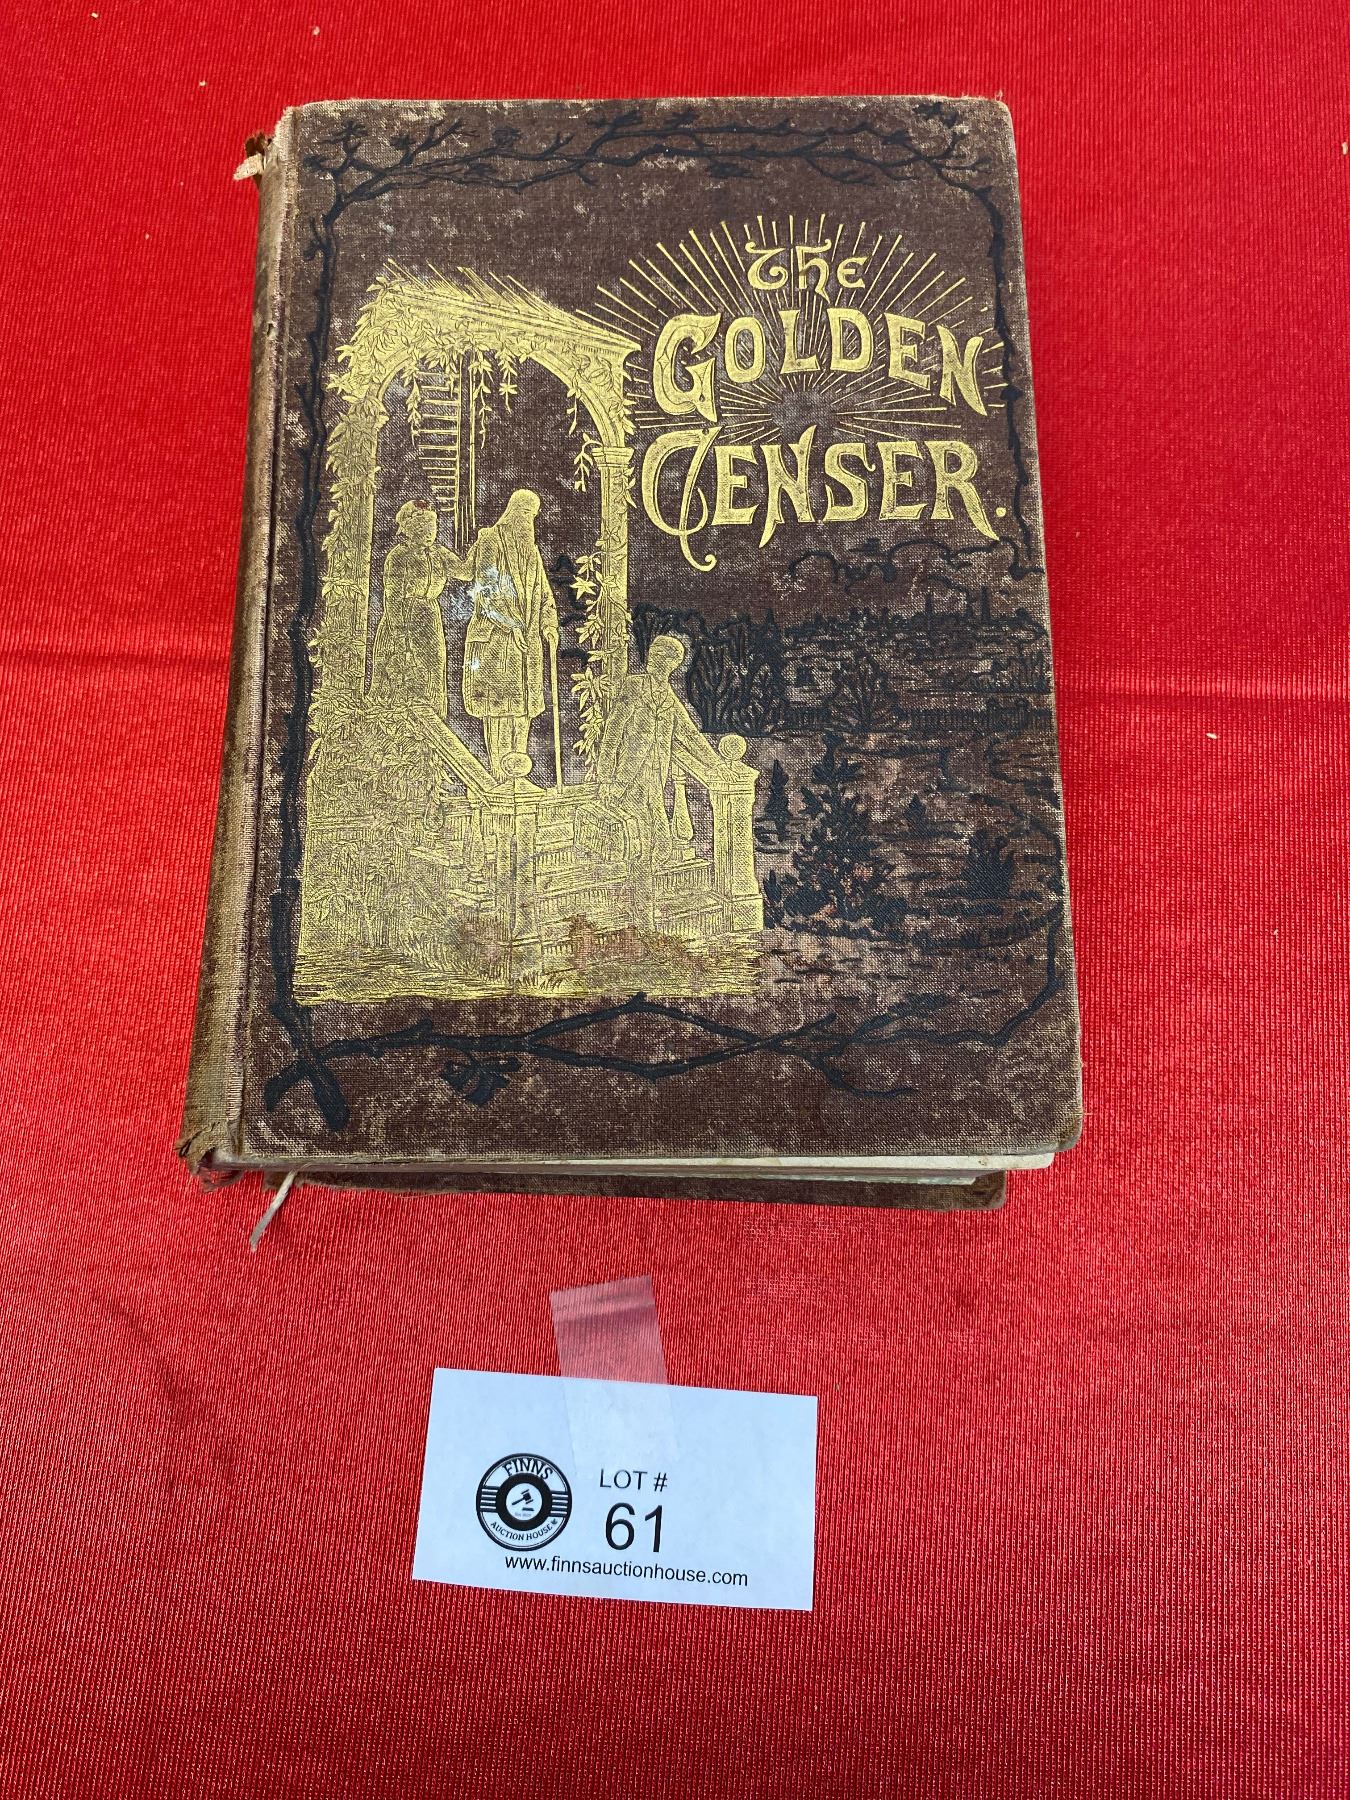 The
GOLDEN
CENSER.
FINNS
AUCTION HOUSE
LOT #
61
www.finnsauctionhouse.com